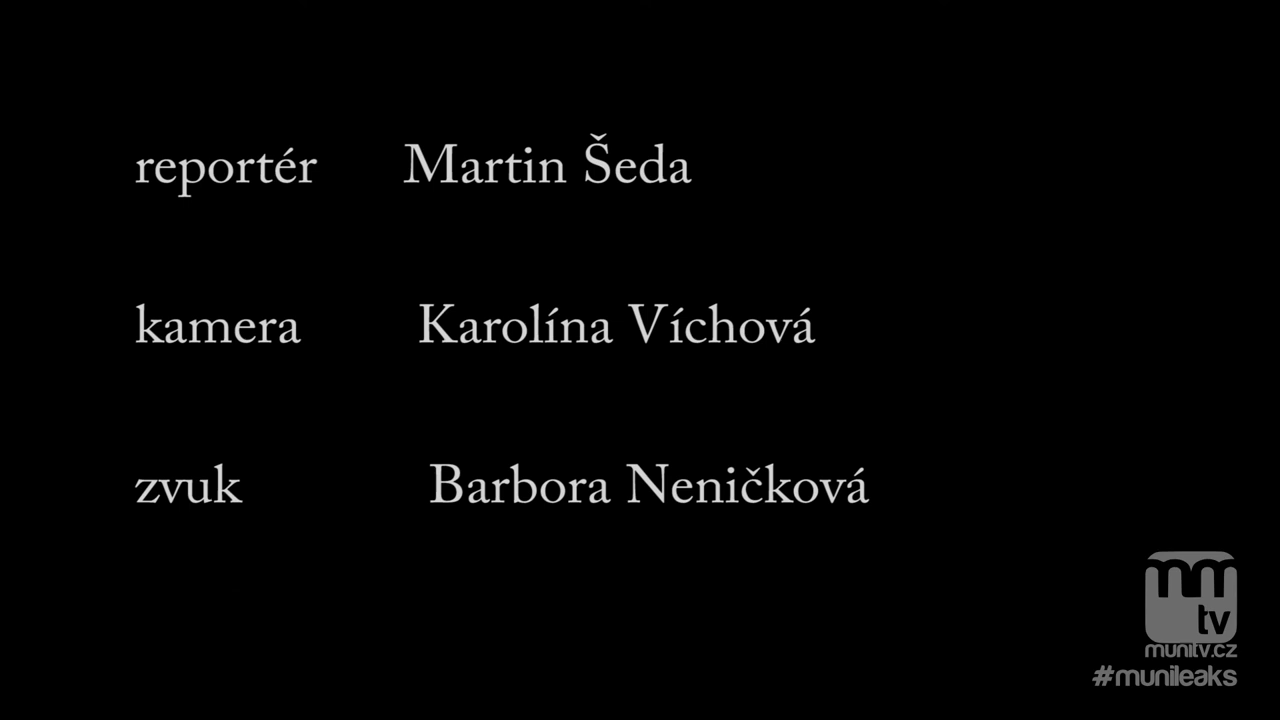 reportér Martin Šeda
kamera Karolína Víchová
zvuk Barbora Neničková
tv
munitv.cz
#munileaks